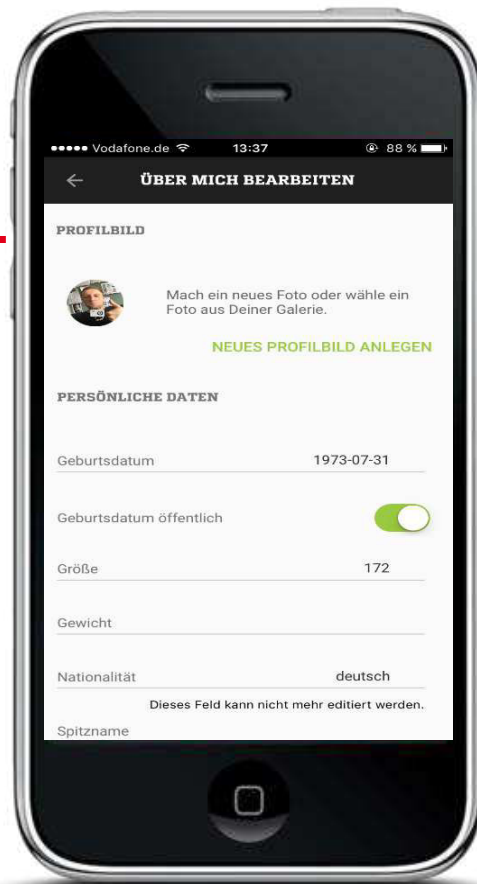 Vodafone.de 13:37 88 %
ÜBER MICH BEARBEITEN
PROFILBILD
Mach ein neues Foto oder wähle ein
Foto aus Deiner Galerie.
NEUES PROFILBILD ANLEGEN
PERSÖNLICHE DATEN
Geburtsdatum 1973-07-31
Geburtsdatum öffentlich
Größe 172
Gewicht
Nationalität deutsch
Dieses Feld kann nicht mehr editiert werden.
Spitzname